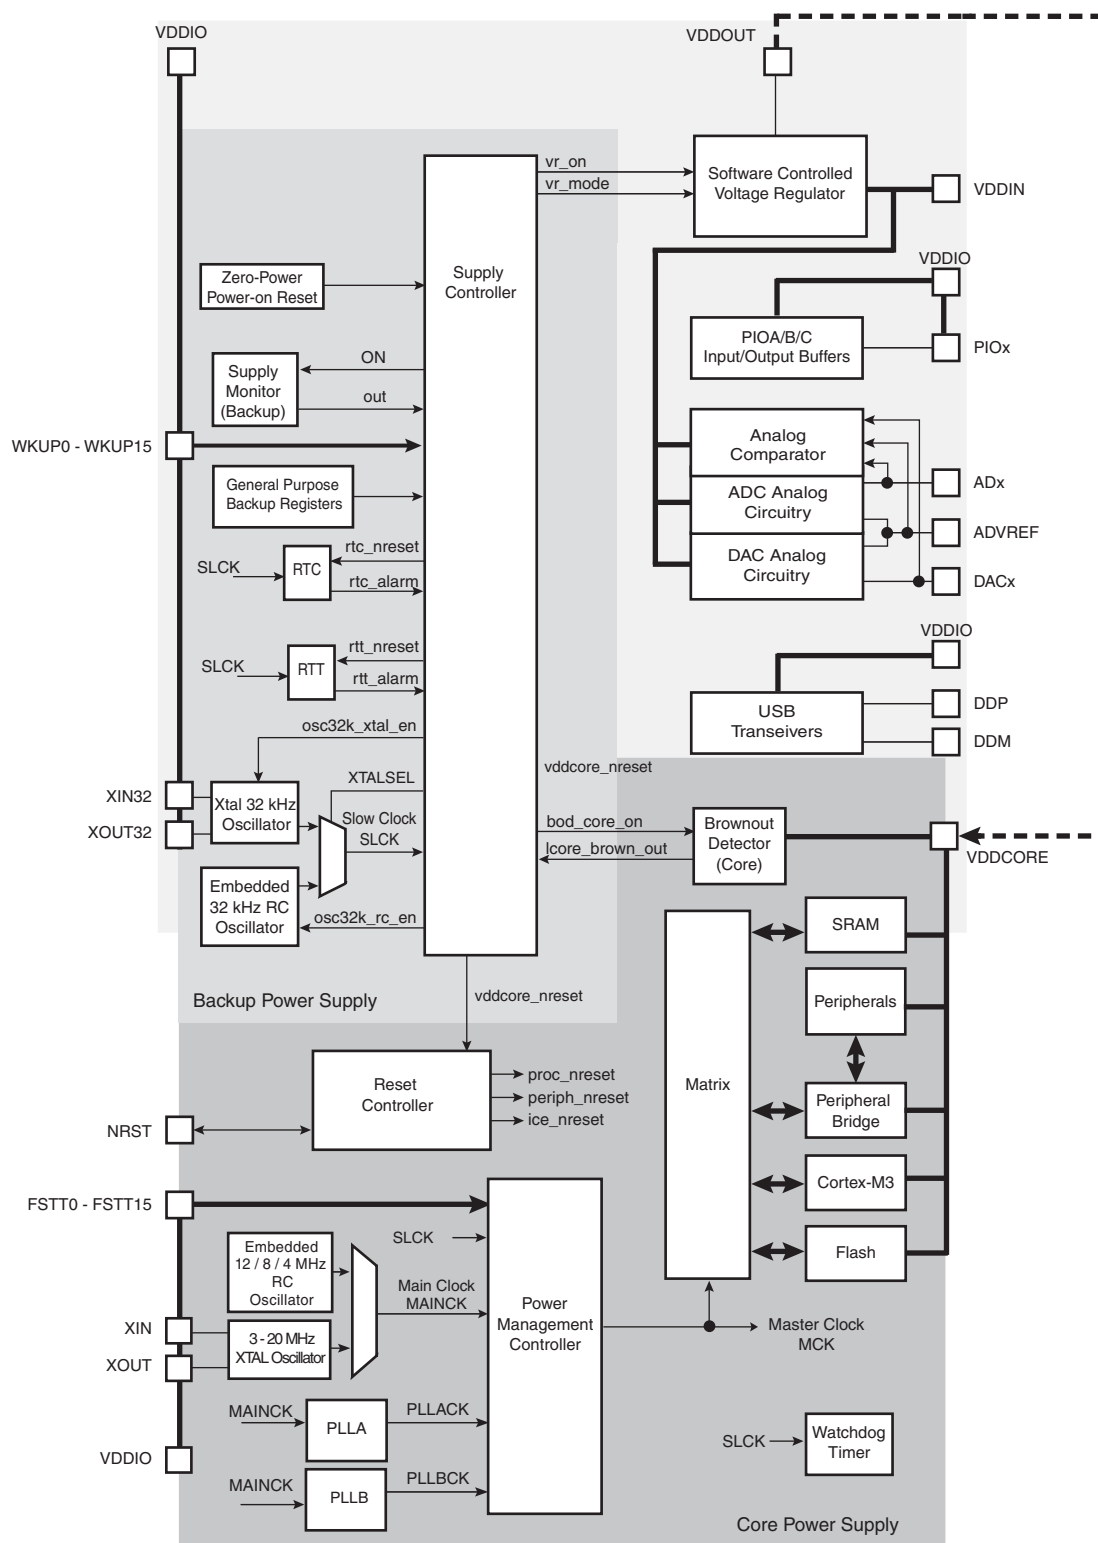 VDDIO
VDDOUT
vr_on
vr_mode
Software Controlled
Voltage Regulator
VDDIN
Supply
Controller
Zero-Power
Power-on Reset
VDDIO
PIOA/B/C
Input/Output Buffers
PIOx
ON
Supply
Monitor
(Backup)
out
WKUP0 - WKUP15
Analog
Comparator
ADC Analog
Circuitry
DAC Analog
Circuitry
ADx
ADVREF
DACx
General Purpose
Backup Registers
rtc_nreset
SLCK
RTC
rtc_alarm
rtt_nreset
SLCK
RTT
rtt_alarm
VDDIO
USB
Transeivers
DDP
DDM
osc32k_xtal_en
vddcore_nreset
XTALSEL
XIN32
XOUT32
Xtal 32 kHz
Oscillator
Slow Clock
SLCK
bod_core_on
lcore_brown_out
Brownout
Detector
(Core)
VDDCORE
Embedded
32 kHz RC
Oscillator
osc32k_rc_en
Backup Power Supply
vddcore_nreset
SRAM
Peripherals
Matrix
Peripheral
Bridge
Cortex-M3
Flash
Reset
Controller
proc_nreset
periph_nreset
ice_nreset
NRST
FSTT0 - FSTT15
SLCK
Embedded
12 / 8 / 4 MHz
RC
Oscillator
Main Clock
MAINCK
Power
Management
Controller
XIN
XOUT
3 - 20 MHz
XTAL Oscillator
Master Clock
MCK
MAINCK
PLLA
PLLACK
VDDIO
MAINCK
PLLB
PLLBCK
SLCK
Watchdog
Timer
Core Power Supply